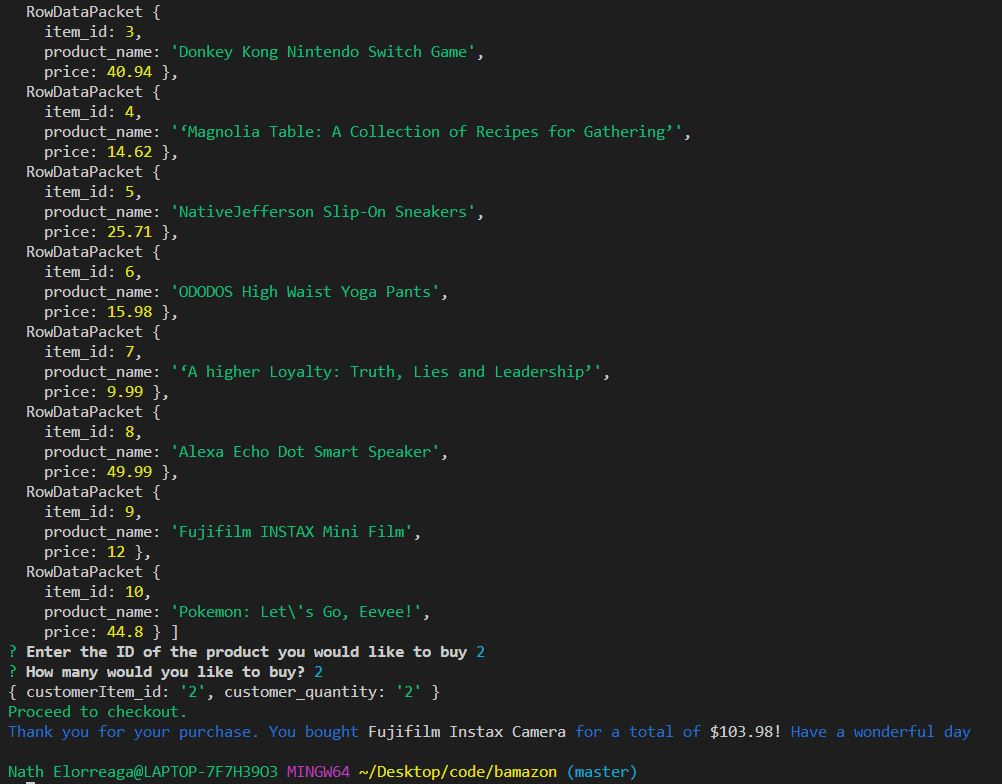 RowDataPacket {
item_id: 3,
product_name: 'Donkey Kong Nintendo Switch Game',
price: 40.94 },
RowDataPacket {
item_id: 4,
product_name: '‘Magnolia Table: A Collection of Recipes for Gathering’',
price: 14.62 },
RowDataPacket {
item_id: 5,
product_name: 'NativeJefferson Slip-On Sneakers',
price: 25.71 },
RowDataPacket {
item_id: 6,
product_name: 'ODODOS High Waist Yoga Pants',
price: 15.98 },
RowDataPacket {
item_id: 7,
product_name: '‘A higher Loyalty: Truth, Lies and Leadership’',
price: 9.99 },
RowDataPacket {
item_id: 8,
product_name: 'Alexa Echo Dot Smart Speaker',
price: 49.99 },
RowDataPacket {
item_id: 9,
product_name: 'Fujifilm INSTAX Mini Film',
price: 12 },
RowDataPacket {
item_id: 10,
product_name: 'Pokemon: Let\'s Go, Eevee!',
price: 44.8 } ]
? Enter the ID of the product you would like to buy 2
? How many would you like to buy? 2
{ customerItem_id: '2', customer_quantity: '2' }
Proceed to checkout.
Thank you for your purchase. You bought Fujifilm Instax Camera for a total of $103.98! Have a wonderful day
Nath Elorreaga@LAPTOP-7F7H39O3 MINGW64 ~/Desktop/code/bamazon (master)